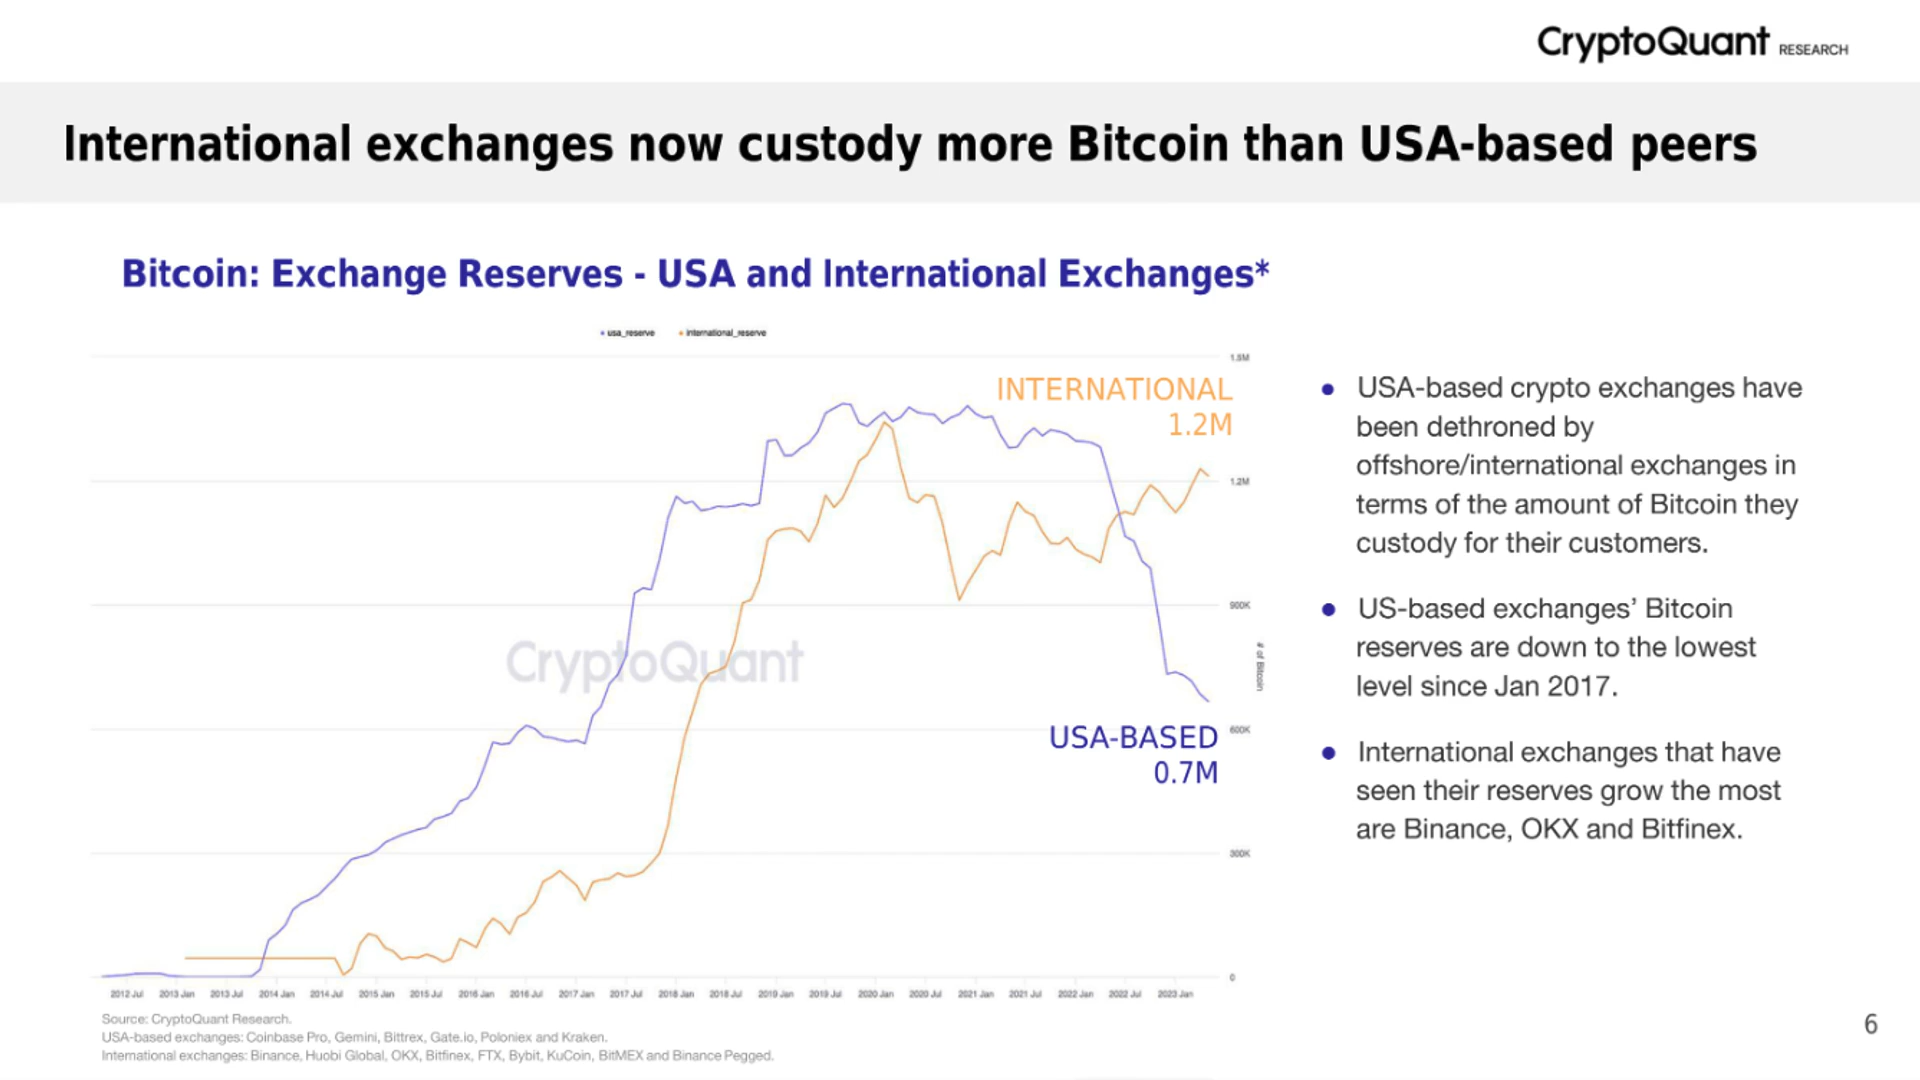 CryptoQuant RESEARCH
International exchanges now custody more Bitcoin than USA-based peers
Bitcoin: Exchange Reserves - USA and International Exchanges*
usa_reserve international_reserve
1.5M
INTERNATIONAL
1.2M
1.2M
900K
CryptoQuant
# of Bitcoin
USA-BASED
0.7M
600K
300K
0
2012 Jul 2013 Jan 2013 Jul 2014 Jan 2014 Jul 2015 Jan 2015 Jul 2016 Jan 2016 Jul 2017 Jan 2017 Jul 2018 Jan 2018 Jul 2019 Jan 2019 Jul 2020 Jan 2020 Jul 2021 Jan 2021 Jul 2022 Jan 2022 Jul 2023 Jan
● USA-based crypto exchanges have
been dethroned by
offshore/international exchanges in
terms of the amount of Bitcoin they
custody for their customers.
● US-based exchanges’ Bitcoin
reserves are down to the lowest
level since Jan 2017.
● International exchanges that have
seen their reserves grow the most
are Binance, OKX and Bitfinex.
Source: CryptoQuant Research.
USA-based exchanges: Coinbase Pro, Gemini, Bittrex, Gate.io, Poloniex and Kraken.
International exchanges: Binance, Huobi Global, OKX, Bitfinex, FTX, Bybit, KuCoin, BitMEX and Binance Pegged.
6